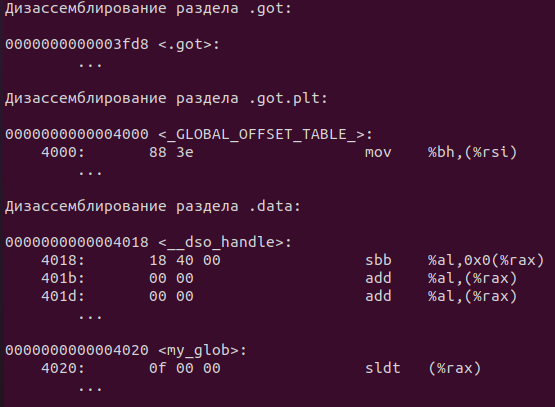 Дизассемблирование раздела .got:
0000000000003fd8 <.got>:
...
Дизассемблирование раздела .got.plt:
0000000000004000 <_GLOBAL_OFFSET_TABLE_>:
4000: 88 3e mov %bh,(%rsi)
...
Дизассемблирование раздела .data:
0000000000004018 <__dso_handle>:
4018: 18 40 00 sbb %al,0x0(%rax)
401b: 00 00 add %al,(%rax)
401d: 00 00 add %al,(%rax)
...
0000000000004020 <my_glob>:
4020: 0f 00 00 sldt (%rax)
...